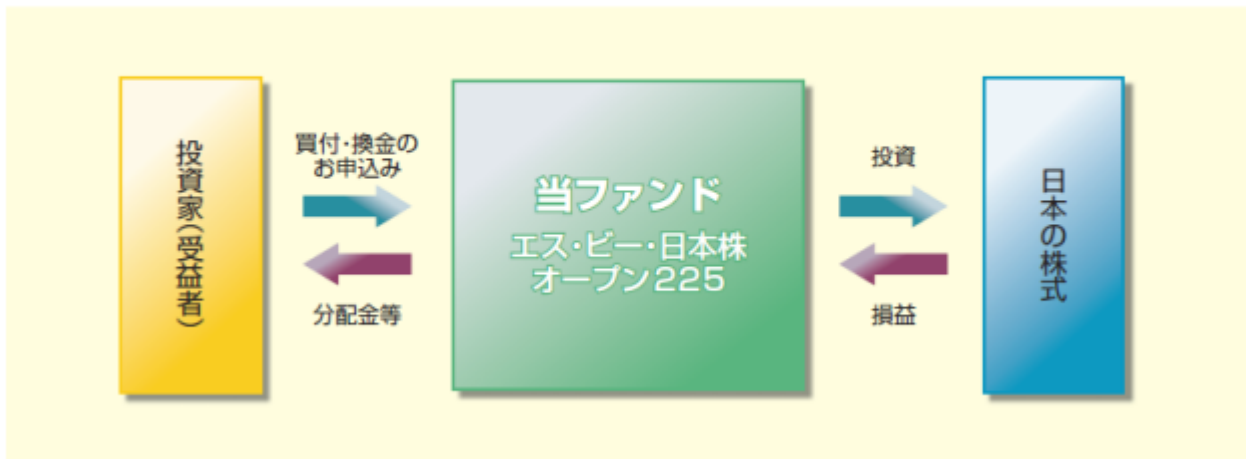 投資家（受益者）
買付・換金の
お申込み
分配金等
当ファンド
エス・ビー・日本株
オープン225
投資
損益
日本の株式